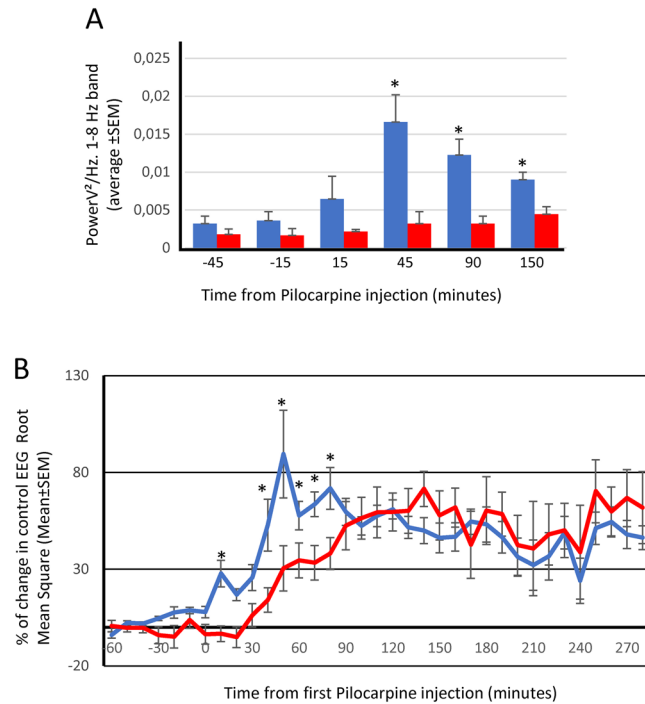 A
PowerV²/Hz. 1-8 Hz band
(average ±SEM)
0,025
0,02
0,015
0,01
0,005
0
* * *
-45 -15 15 45 90 150
Time from Pilocarpine injection (minutes)
B
% of change in control EEG Root
Mean Square (Mean±SEM)
130
80
30
-20
* * * * * *
-60 -30 0 30 60 90 120 150 180 210 240 270
Time from first Pilocarpine injection (minutes)